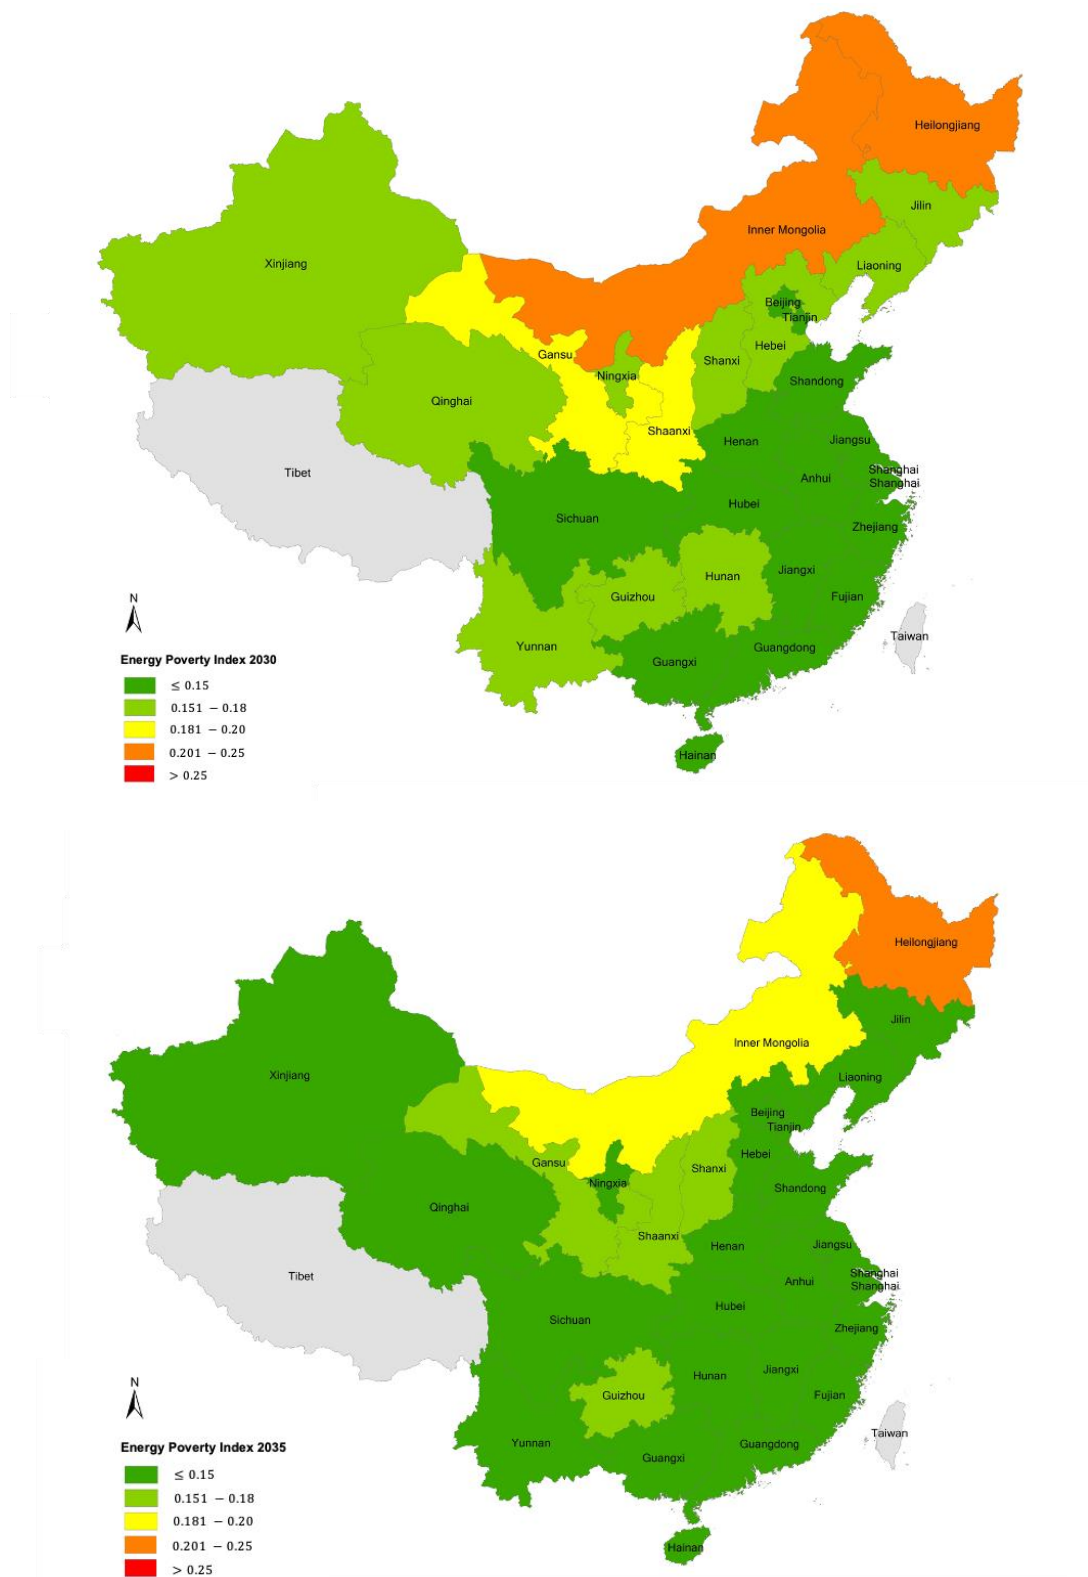 Heilongjiang
Jilin
Inner Mongolia
Xinjiang
Liaoning
Beijing
Tianjin
Hebei
Gansu
Shanxi
Ningxia
Shandong
Qinghai
Shaanxi
Henan
Jiangsu
Tibet
Shanghai
Anhui
Shanghai
Hubei
Sichuan
Zhejiang
Jiangxi
Hunan
Guizhou
Fujian
N
Taiwan
Yunnan
Guangdong
Guangxi
Energy Poverty Index 2030
≤ 0.15
0.151 − 0.18
0.181 − 0.20
0.201 − 0.25
> 0.25
Hainan
Heilongjiang
Jilin
Inner Mongolia
Xinjiang
Liaoning
Beijing
Tianjin
Hebei
Gansu
Shanxi
Ningxia
Shandong
Qinghai
Shaanxi
Henan
Jiangsu
Tibet
Shanghai
Anhui
Shanghai
Hubei
Sichuan
Zhejiang
Jiangxi
Hunan
Guizhou
Fujian
N
Taiwan
Yunnan
Guangdong
Guangxi
Energy Poverty Index 2035
≤ 0.15
0.151 − 0.18
0.181 − 0.20
0.201 − 0.25
> 0.25
Hainan